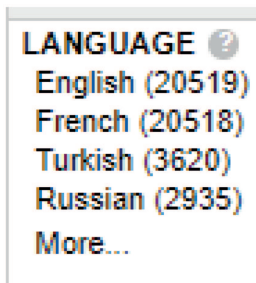 LANGUAGE ?
English (20519)
French (20518)
Turkish (3620)
Russian (2935)
More...